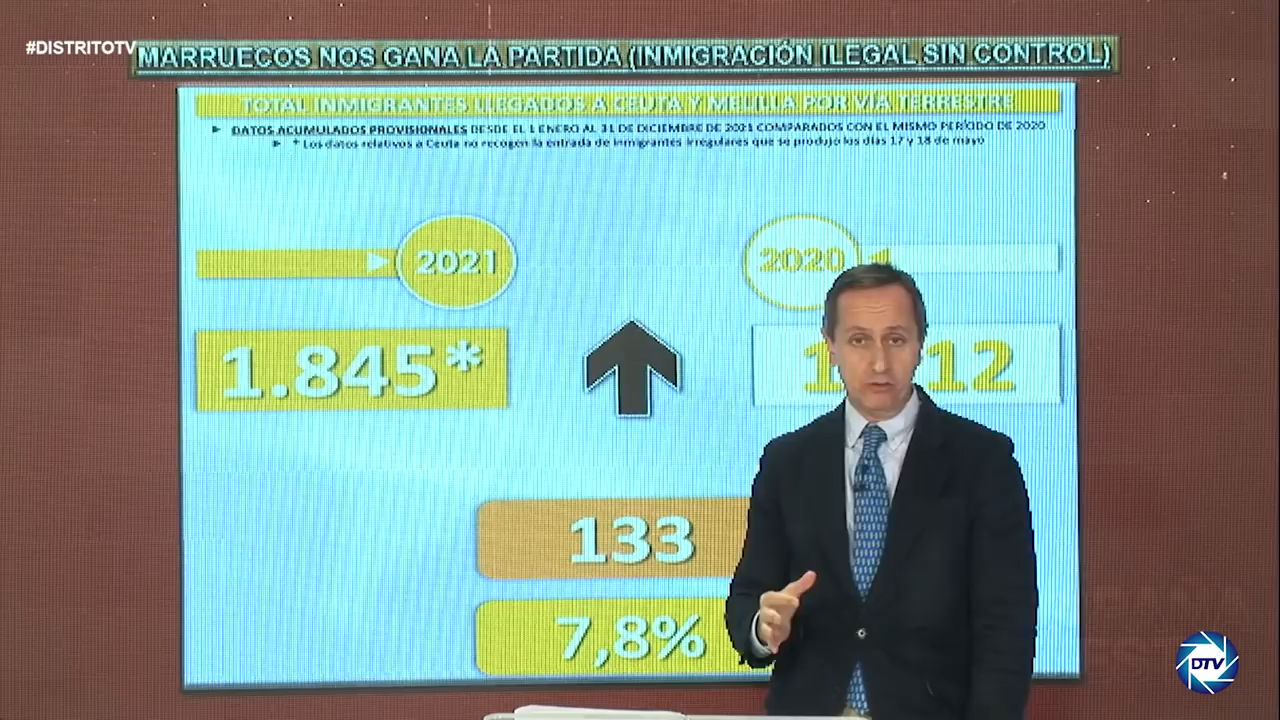 #DISTRITOTV
MARRUECOS NOS GANA LA PARTIDA (INMIGRACIÓN ILEGAL SIN CONTROL)
TOTAL INMIGRANTES LLEGADOS A CEUTA Y MELILLA POR VÍA TERRESTRE
DATOS ACUMULADOS PROVISIONALES DESDE EL 1 ENERO AL 31 DE DICIEMBRE DE 2021 COMPARADOS CON EL MISMO PERÍODO DE 2020
* Los datos relativos a Ceuta no recogen la entrada de inmigrantes irregulares que se produjo los días 17 y 18 de mayo
2021
2020
1.845*
12
133
7,8%
DTV